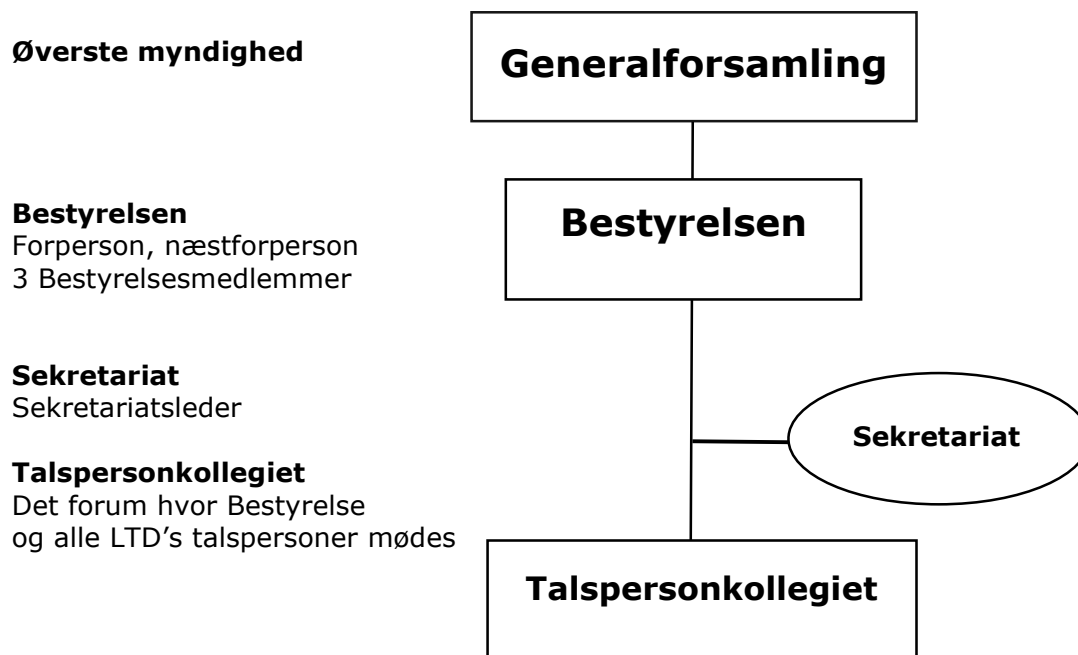 Øverste myndighed
Generalforsamling
Bestyrelsen
Forperson, næstforperson
3 Bestyrelsesmedlemmer
Bestyrelsen
Sekretariat
Sekretariatsleder
Sekretariat
Talspersonkollegiet
Det forum hvor Bestyrelse
og alle LTD’s talspersoner mødes
Talspersonkollegiet